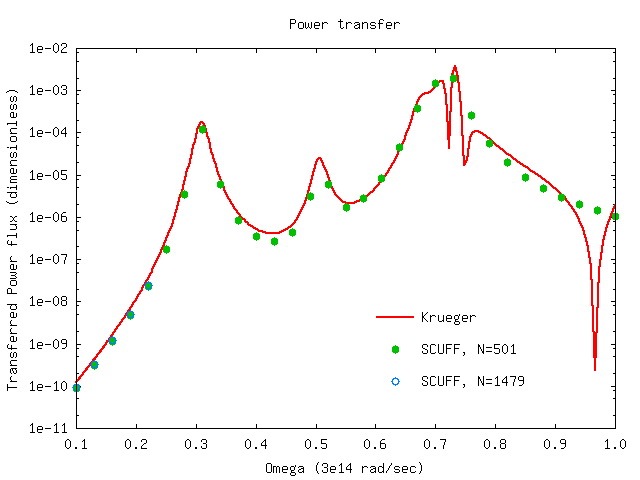 Power transfer
Transferred Power flux (dimensionless)
1e-02
1e-03
1e-04
1e-05
1e-06
1e-07
1e-08
1e-09
1e-10
1e-11
Krueger
SCUFF, N=501
SCUFF, N=1479
0.1 0.2 0.3 0.4 0.5 0.6 0.7 0.8 0.9 1.0
Omega (3e14 rad/sec)